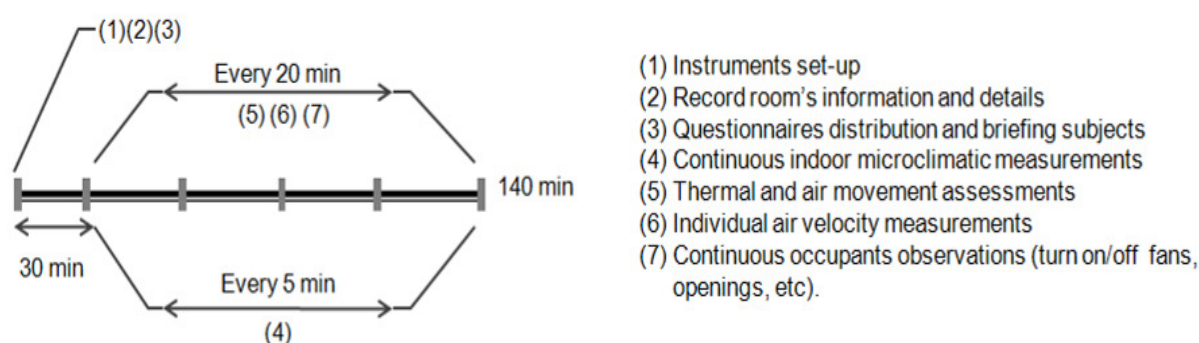 (1)(2)(3)
Every 20 min
(5) (6) (7)
140 min
30 min
Every 5 min
(4)
(1) Instruments set-up
(2) Record room's information and details
(3) Questionnaires distribution and briefing subjects
(4) Continuous indoor microclimatic measurements
(5) Thermal and air movement assessments
(6) Individual air velocity measurements
(7) Continuous occupants observations (turn on/off fans,
openings, etc).